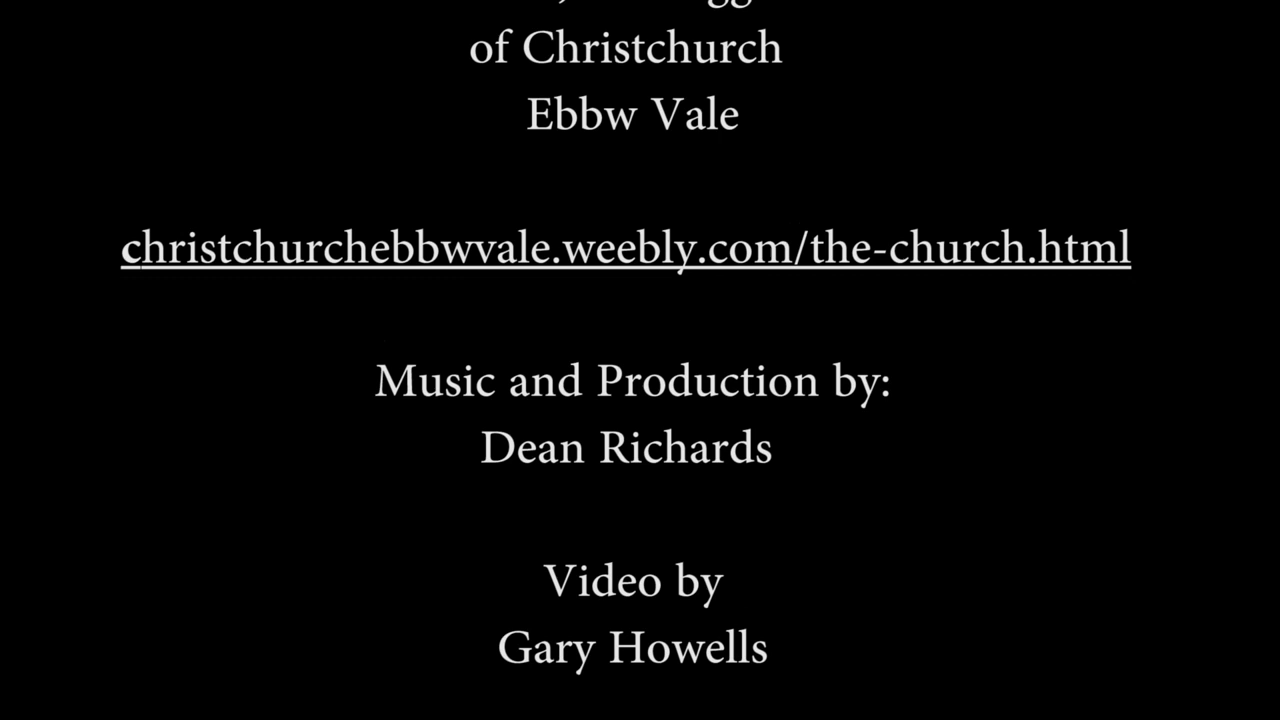 of Christchurch
Ebbw Vale
christchurchebbwvale.weebly.com/the-church.html
Music and Production by:
Dean Richards
Video by
Gary Howells